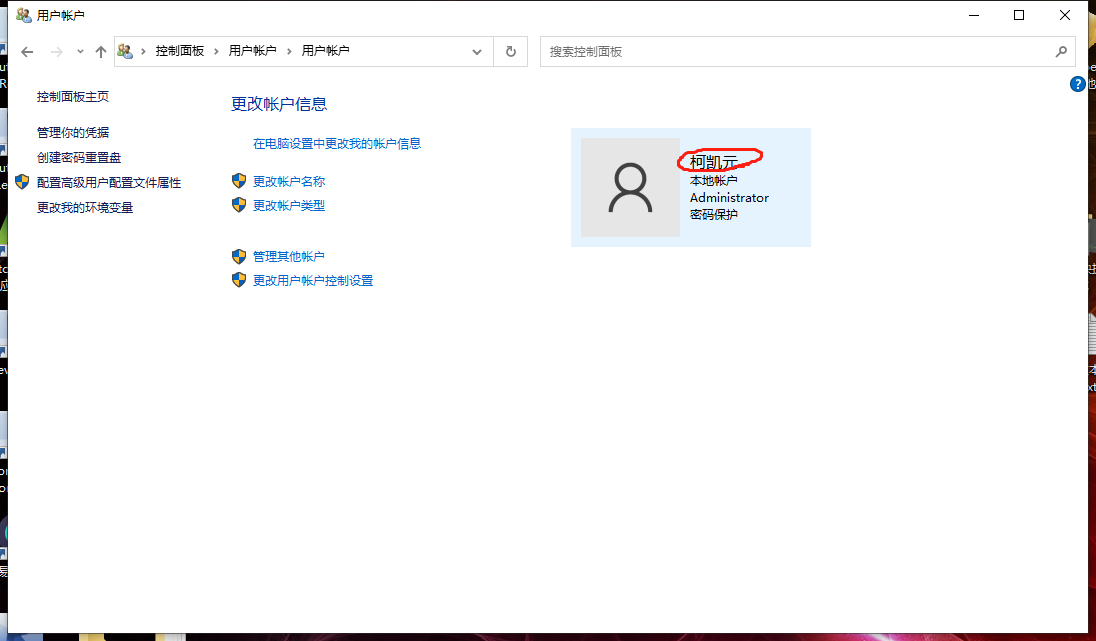 用户帐户
控制面板 › 用户帐户 › 用户帐户
搜索控制面板
?
控制面板主页
管理你的凭据
创建密码重置盘
配置高级用户配置文件属性
更改我的环境变量
更改帐户信息
在电脑设置中更改我的帐户信息
更改帐户名称
更改帐户类型
管理其他帐户
更改用户帐户控制设置
柯凯元
本地帐户
Administrator
密码保护